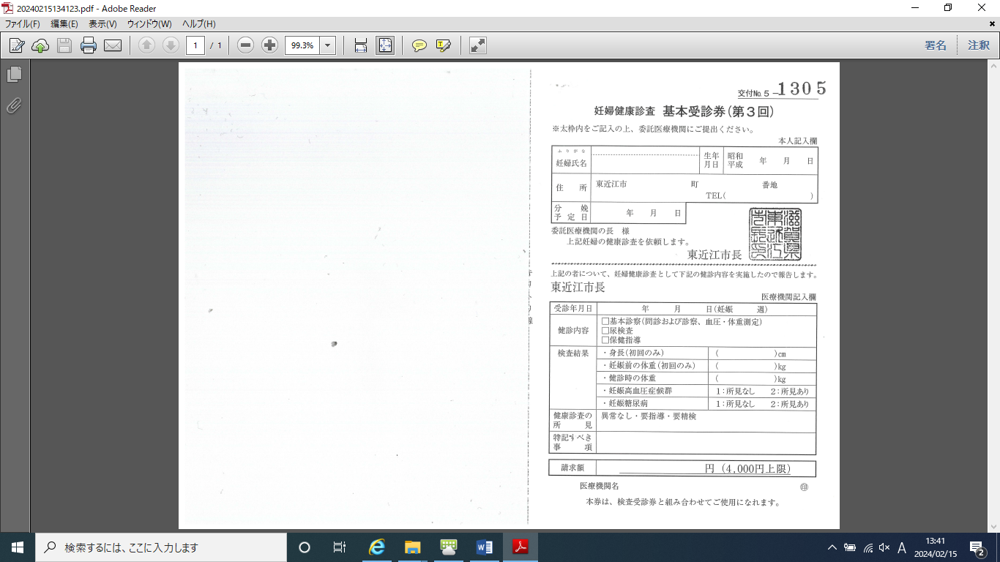 20240215134123.pdf - Adobe Reader
ファイル(F) 編集(E) 表示(V) ウィンドウ(W) ヘルプ(H)
1 / 1 99.3% 署名 注釈
交付No.5-1305
妊婦健康診査 基本受診券(第3回)
※太枠内をご記入の上、委託医療機関にご提出ください。
本人記入欄
ふりがな
妊婦氏名
生年月日
昭和
平成
年 月 日
住所 東近江市 町 番地
TEL( )
分娩
予定日
年 月 日
委託医療機関の長 様
上記妊婦の健康診査を依頼します。
東近江市長
滋賀県
東近江
市長印
上記の者について、妊婦健康診査として下記の健診内容を実施したので報告します。
東近江市長
医療機関記入欄
受診年月日 年 月 日(妊娠 週)
健診内容
□基本診察(問診および診察、血圧・体重測定)
□尿検査
□保健指導
検査結果 ・身長(初回のみ) ( )cm
・妊娠前の体重(初回のみ) ( )kg
・健診時の体重 ( )kg
・妊娠高血圧症候群 1:所見なし 2:所見あり
・妊娠糖尿病 1:所見なし 2:所見あり
健康診査の
所見
異常なし・要指導・要精検
特記すべき
事項
請求額 円(4,000円上限)
医療機関名 ㊞
本券は、検査受診券と組み合わせてご使用になれます。
検索するには、ここに入力します
A
13:41
2024/02/15
2